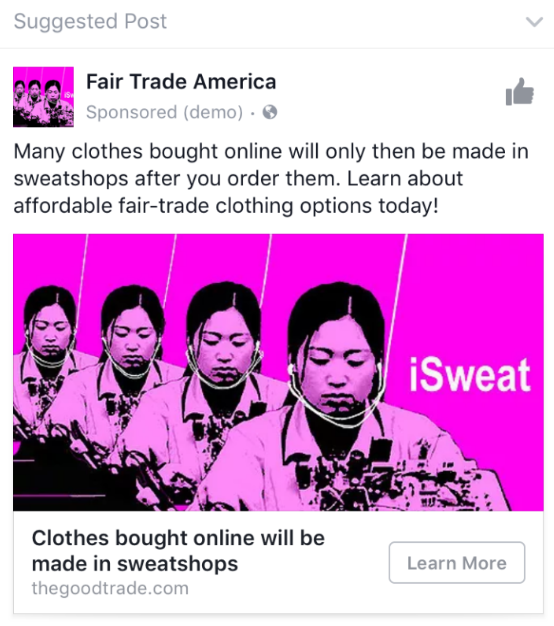 Suggested Post
Fair Trade America
Sponsored (demo) ·
Many clothes bought online will only then be made in
sweatshops after you order them. Learn about
affordable fair-trade clothing options today!
iSweat
Clothes bought online will be
made in sweatshops
thegoodtrade.com
Learn More